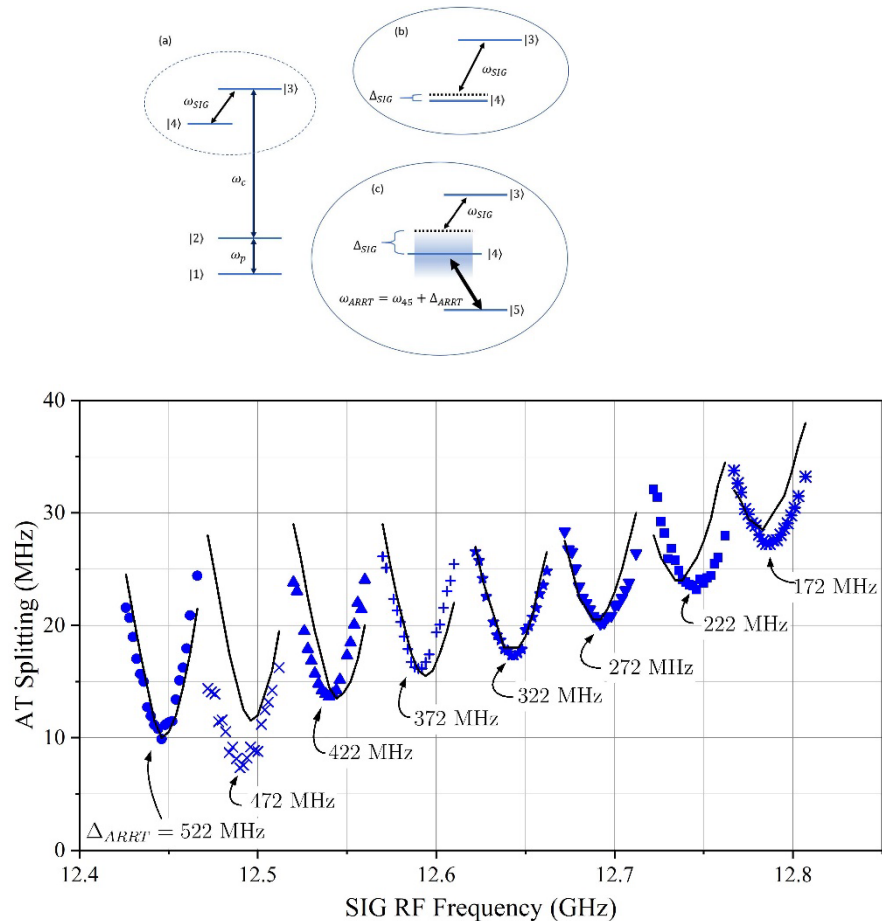 (a)
|3⟩
ω_SIG
|4⟩
ω_c
|2⟩
ω_p
|1⟩
(b)
|3⟩
ω_SIG
Δ_SIG
|4⟩
(c)
|3⟩
ω_SIG
Δ_SIG
|4⟩
ω_ARRT = ω_45 + Δ_ARRT
|5⟩
40
30
20
10
0
AT Splitting (MHz)
172 MHz
222 MHz
272 MHz
322 MHz
372 MHz
422 MHz
472 MHz
Δ_ARRT = 522 MHz
12.4 12.5 12.6 12.7 12.8
SIG RF Frequency (GHz)